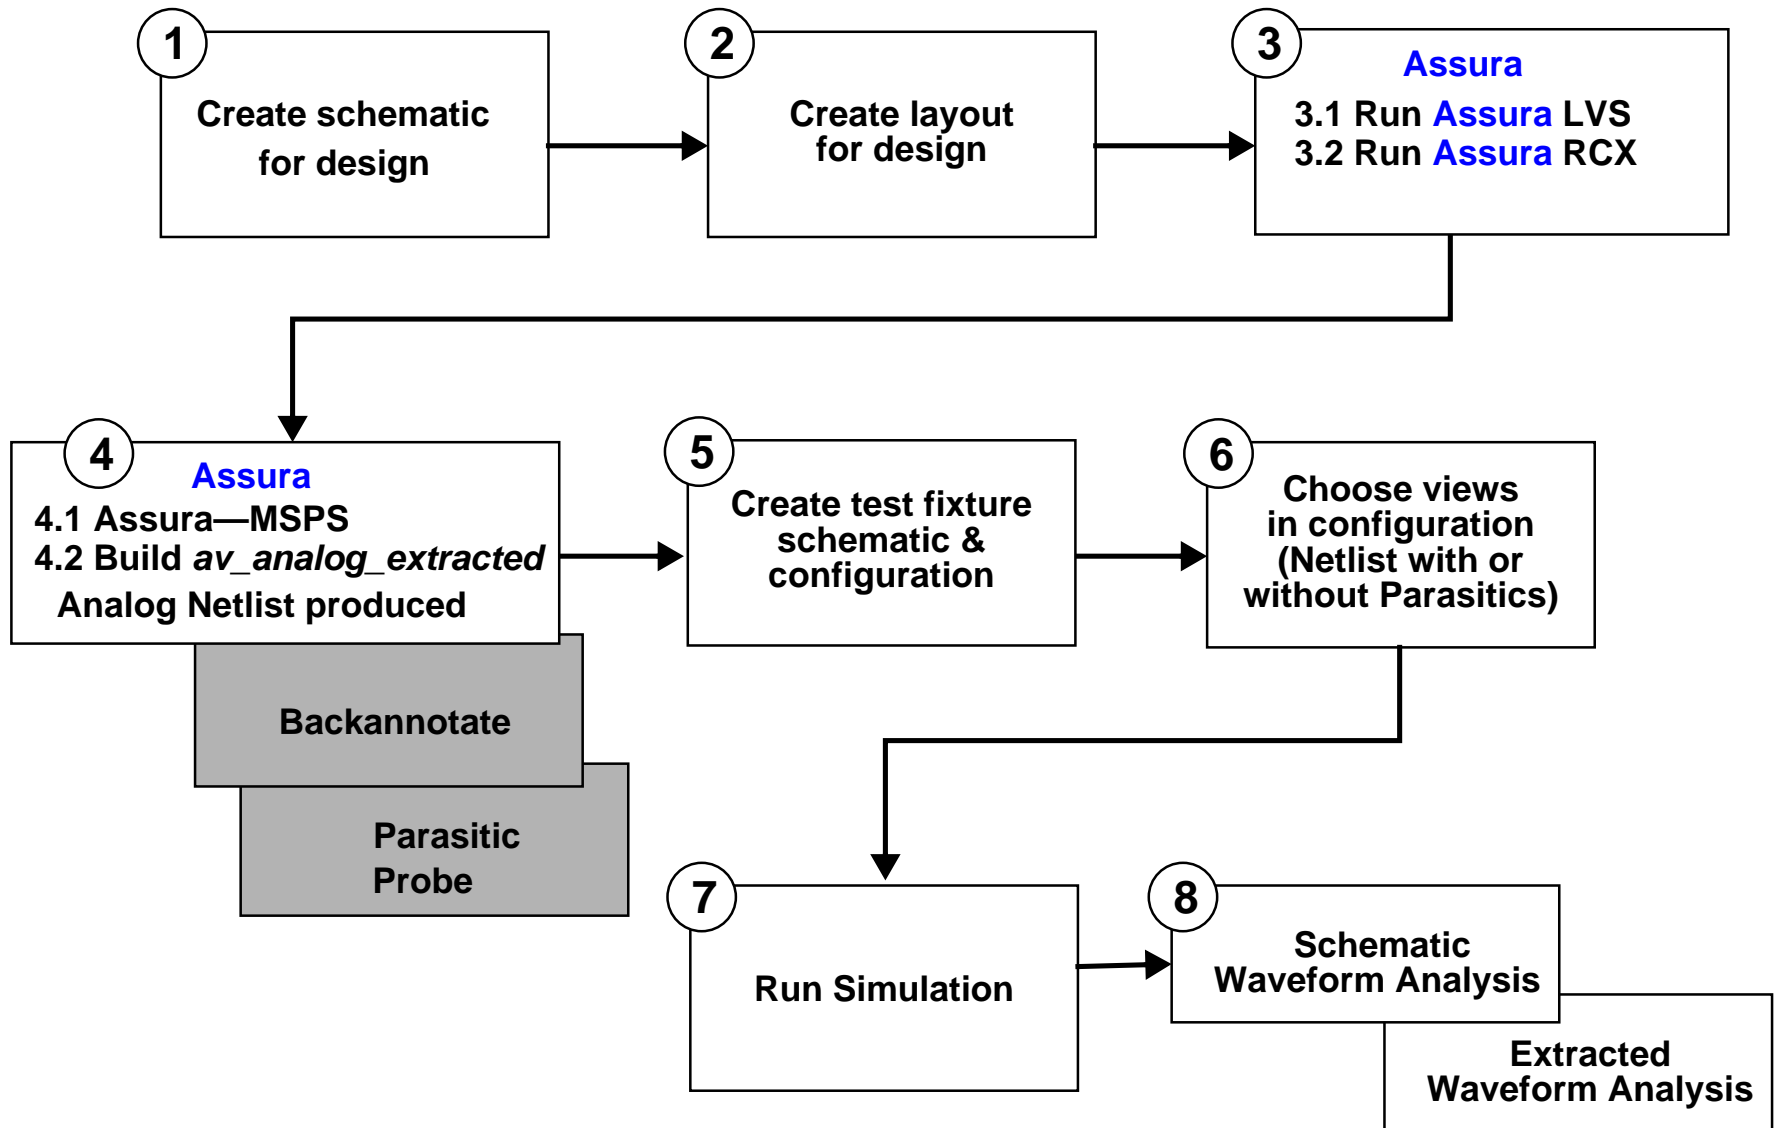 1
Create schematic
for design
2
Create layout
for design
3
Assura
3.1 Run Assura LVS
3.2 Run Assura RCX
4
Assura
4.1 Assura—MSPS
4.2 Build av_analog_extracted
Analog Netlist produced
Backannotate
Parasitic
Probe
5
Create test fixture
schematic &
configuration
6
Choose views
in configuration
(Netlist with or
without Parasitics)
7
Run Simulation
8
Schematic
Waveform Analysis
Extracted
Waveform Analysis